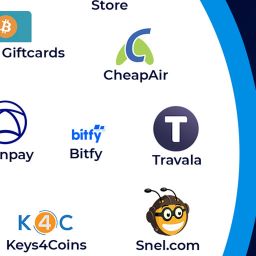 Store
Giftcards
CheapAir
bitfy
T
npay
Bitfy
Travala
K4C
Keys4Coins
Snel.com